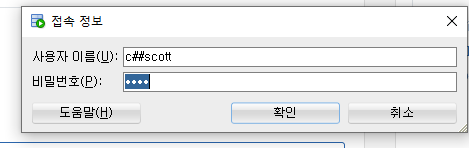 접속 정보
사용자 이름(U): c##scott
비밀번호(P): ••••
도움말(H) 확인 취소